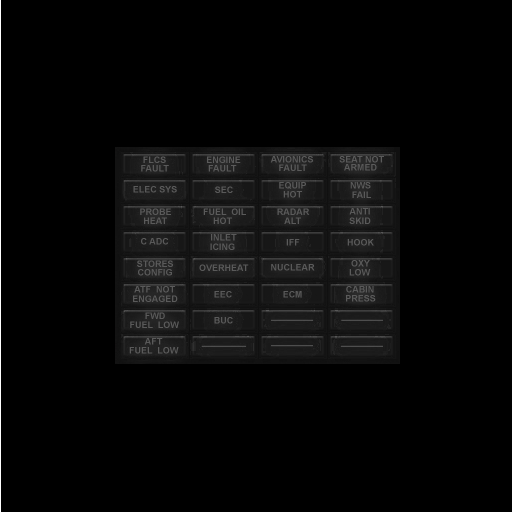 FLCS
FAULT
ENGINE
FAULT
AVIONICS
FAULT
SEAT NOT
ARMED
ELEC SYS
SEC
EQUIP
HOT
NWS
FAIL
PROBE
HEAT
FUEL OIL
HOT
RADAR
ALT
ANTI
SKID
C ADC
INLET
ICING
IFF
HOOK
STORES
CONFIG
OVERHEAT
NUCLEAR
OXY
LOW
ATF NOT
ENGAGED
EEC
ECM
CABIN
PRESS
FWD
FUEL LOW
BUC
AFT
FUEL LOW